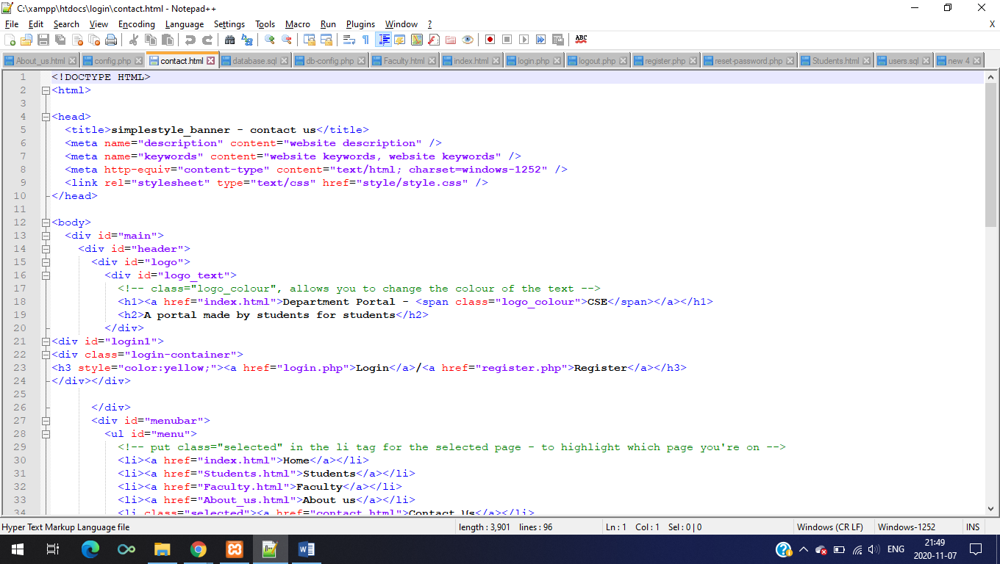 C:\xampp\htdocs\login\contact.html - Notepad++
File Edit Search View Encoding Language Settings Tools Macro Run Plugins Window ? X
About_us.html config.php contact.html database.sql db-config.php Faculty.html index.html login.php logout.php register.php reset-password.php Students.html users.sql new 4
1 <!DOCTYPE HTML>
2 <html>
3
4 <head>
5 <title>simplestyle_banner - contact us</title>
6 <meta name="description" content="website description" />
7 <meta name="keywords" content="website keywords, website keywords" />
8 <meta http-equiv="content-type" content="text/html; charset=windows-1252" />
9 <link rel="stylesheet" type="text/css" href="style/style.css" />
10 </head>
11
12 <body>
13 <div id="main">
14 <div id="header">
15 <div id="logo">
16 <div id="logo_text">
17 <!-- class="logo_colour", allows you to change the colour of the text -->
18 <h1><a href="index.html">Department Portal - <span class="logo_colour">CSE</span></a></h1>
19 <h2>A portal made by students for students</h2>
20 </div>
21 <div id="login1">
22 <div class="login-container">
23 <h3 style="color:yellow;"><a href="login.php">Login</a>/<a href="register.php">Register</a></h3>
24 </div></div>
25
26 </div>
27 <div id="menubar">
28 <ul id="menu">
29 <!-- put class="selected" in the li tag for the selected page - to highlight which page you're on -->
30 <li><a href="index.html">Home</a></li>
31 <li><a href="Students.html">Students</a></li>
32 <li><a href="Faculty.html">Faculty</a></li>
33 <li><a href="About_us.html">About us</a></li>
34 <li class="selected"><a href="contact.html">Contact Us</a></li>
Hyper Text Markup Language file length : 3,901 lines : 96 Ln : 1 Col : 1 Sel : 0 | 0 Windows (CR LF) Windows-1252 INS
ENG 21:49
2020-11-07